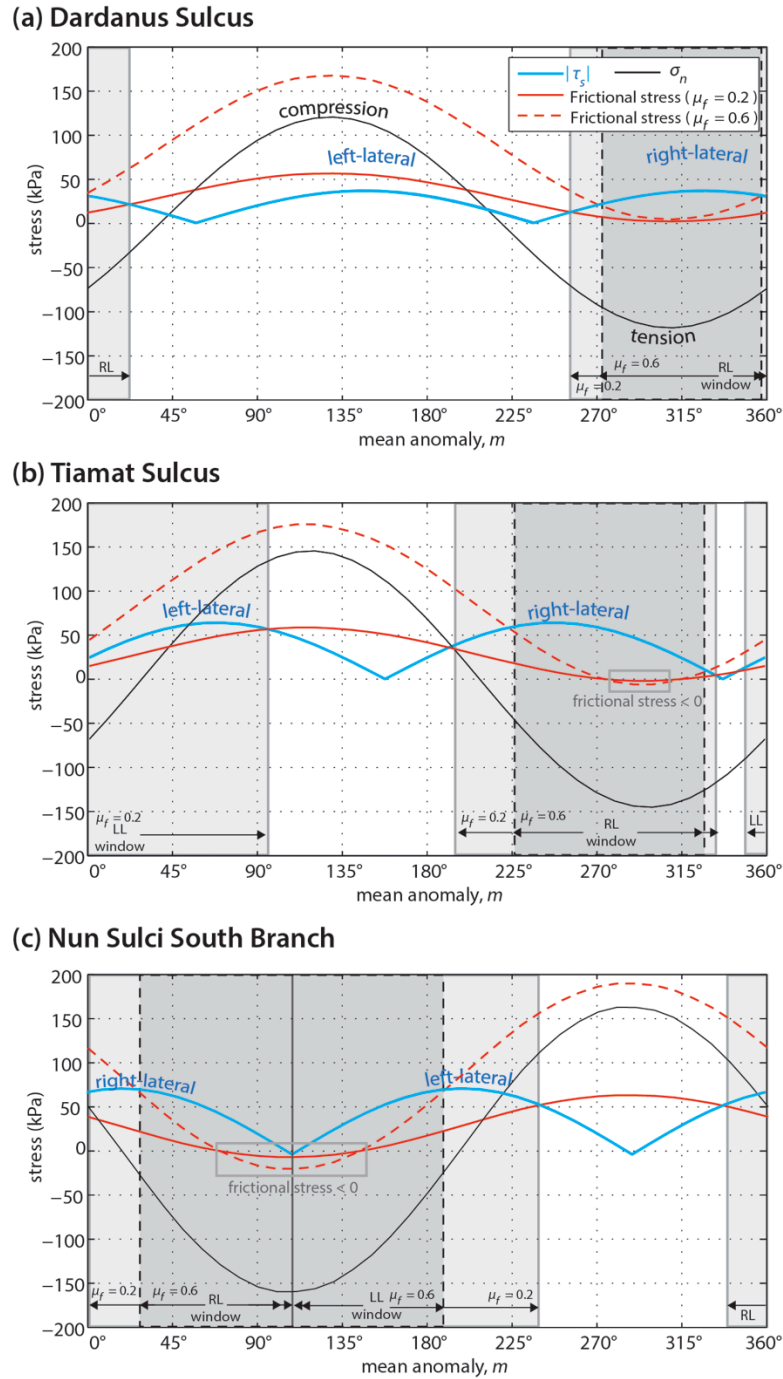 (a) Dardanus Sulcus
200
150
100
50
0
−50
−100
−150
−200
stress (kPa)
|τs| σn
Frictional stress (μf = 0.2)
Frictional stress (μf = 0.6)
compression
left-lateral
right-lateral
tension
RL
μf = 0.6
RL
window
μf = 0.2
0° 45° 90° 135° 180° 225° 270° 315° 360°
mean anomaly, m
(b) Tiamat Sulcus
200
150
100
50
0
−50
−100
−150
−200
stress (kPa)
left-lateral
right-lateral
frictional stress < 0
μf = 0.2
LL
window
μf = 0.2
μf = 0.6
RL
window
LL
0° 45° 90° 135° 180° 225° 270° 315° 360°
mean anomaly, m
(c) Nun Sulci South Branch
200
150
100
50
0
−50
−100
−150
−200
stress (kPa)
right-lateral
left-lateral
frictional stress < 0
μf = 0.2
μf = 0.6
RL
window
LL
window
μf = 0.6
μf = 0.2
RL
0° 45° 90° 135° 180° 225° 270° 315° 360°
mean anomaly, m